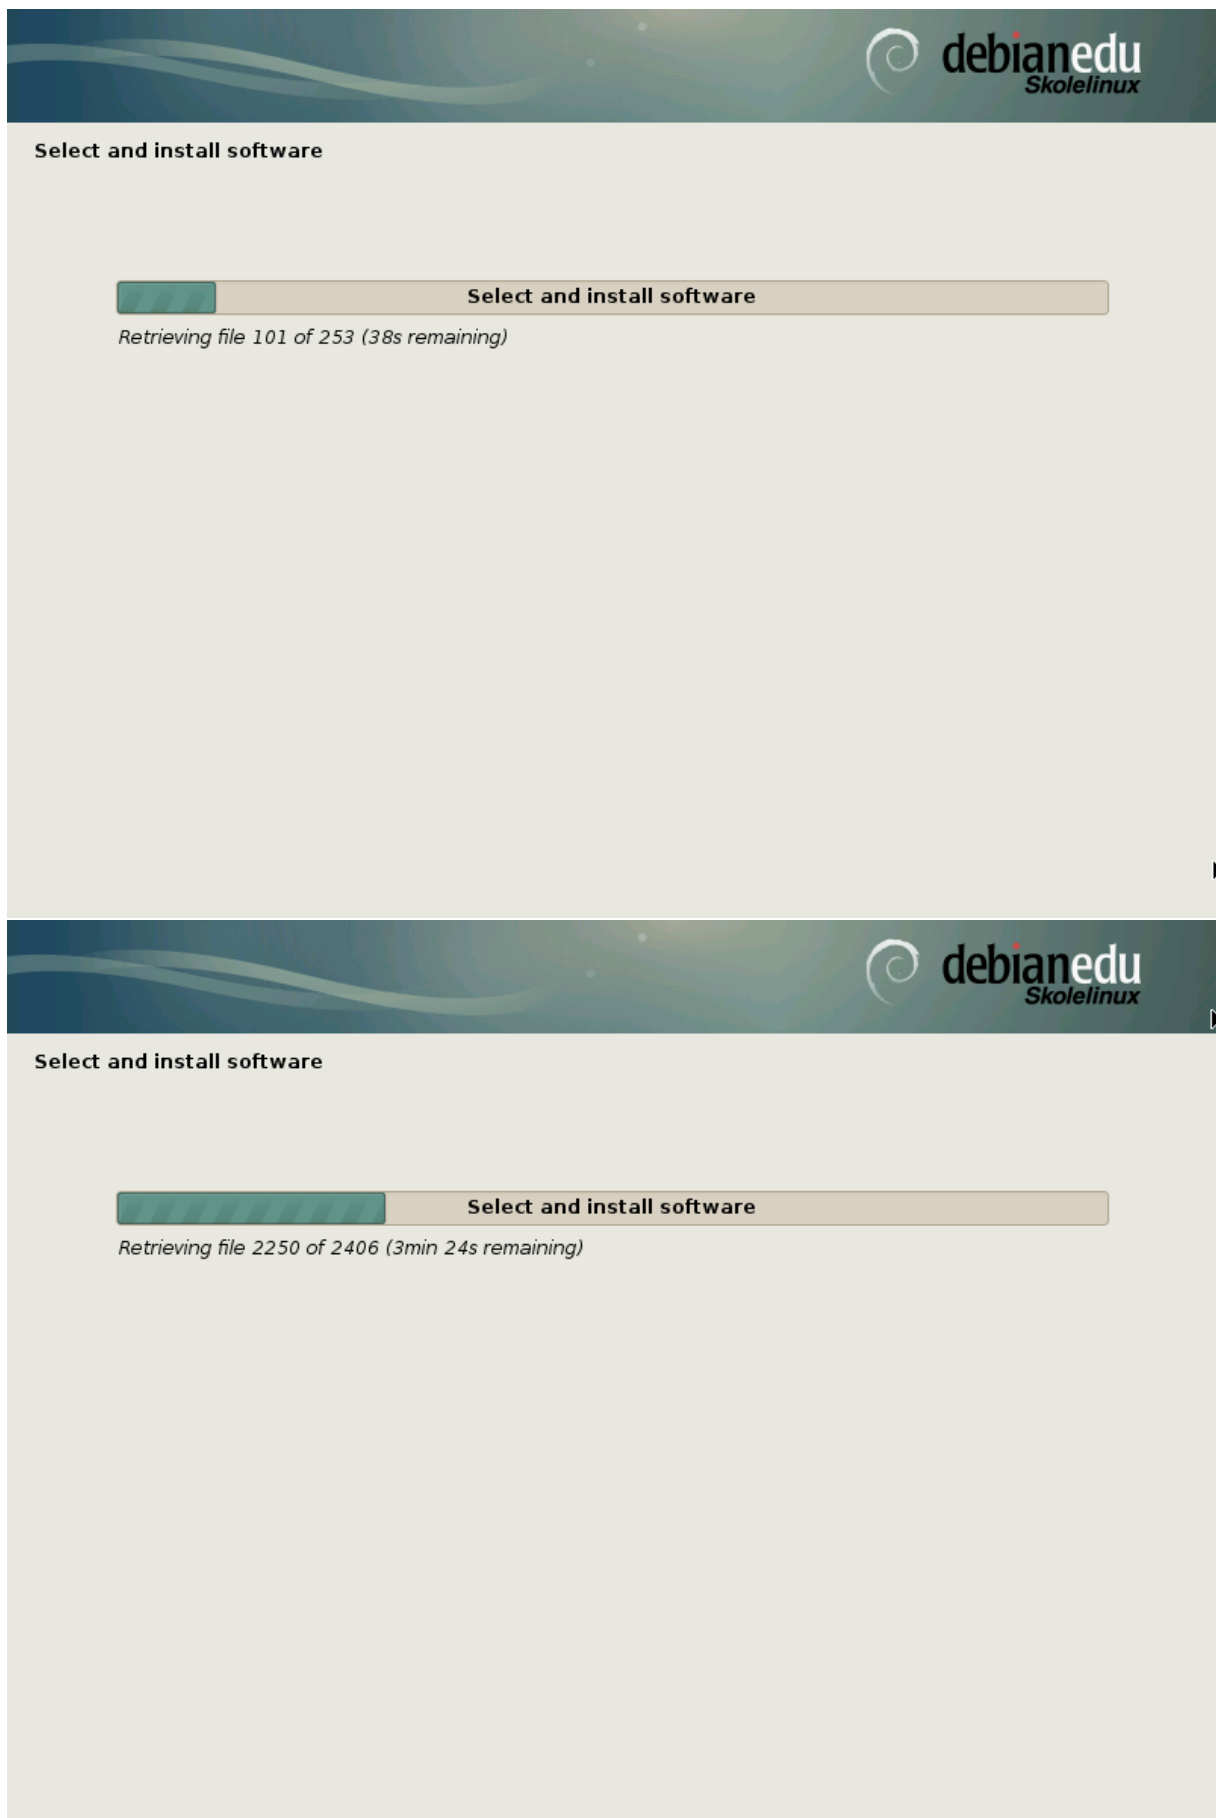 debianedu
Skolelinux
Select and install software
Select and install software
Retrieving file 101 of 253 (38s remaining)
debianedu
Skolelinux
Select and install software
Select and install software
Retrieving file 2250 of 2406 (3min 24s remaining)